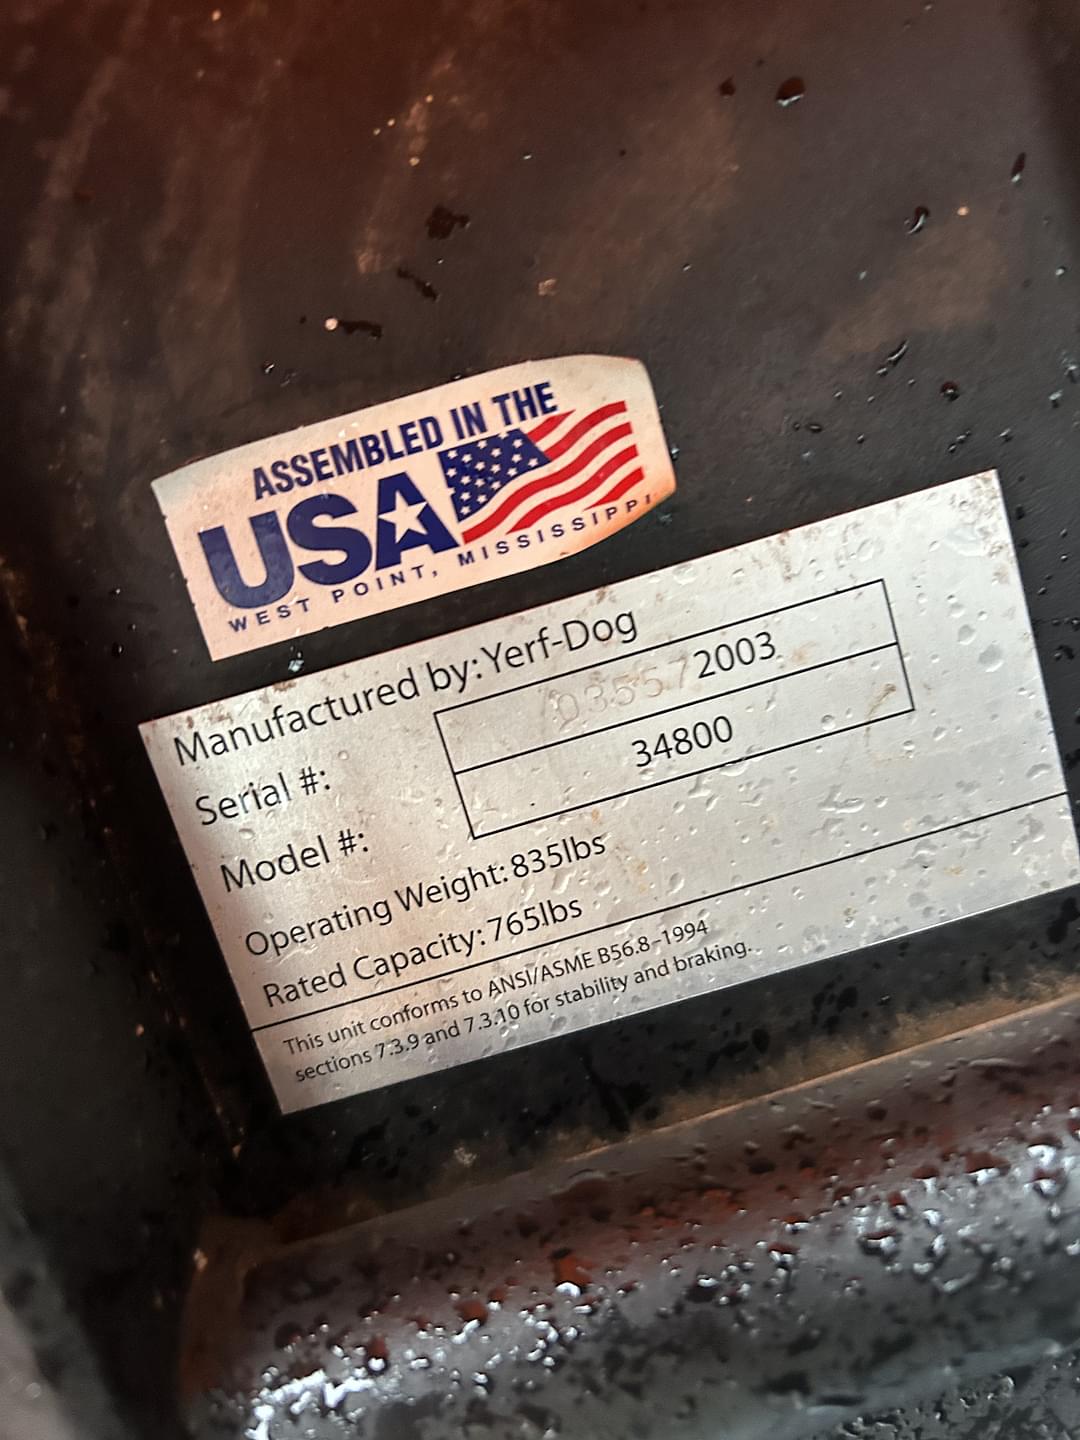 ASSEMBLED IN THE
USA
WEST POINT, MISSISSIPPI
Manufactured by: Yerf-Dog
Serial #: 035572003
Model #: 34800
Operating Weight: 835lbs
Rated Capacity: 765lbs
This unit conforms to ANSI/ASME B56.8-1994
sections 7.3.9 and 7.3.10 for stability and braking.